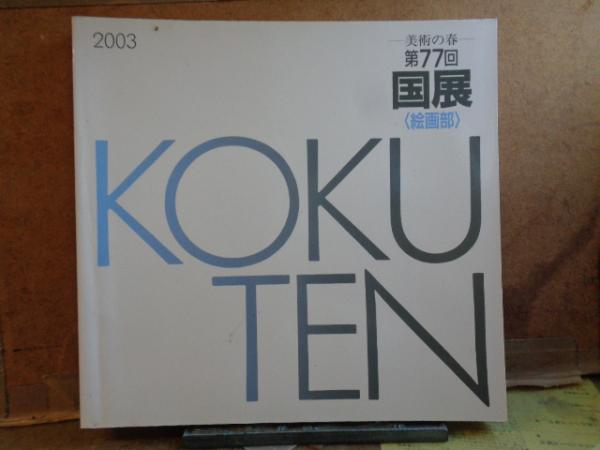 2003
—美術の春—
第77回
国展
〈絵画部〉
KOKU
TEN